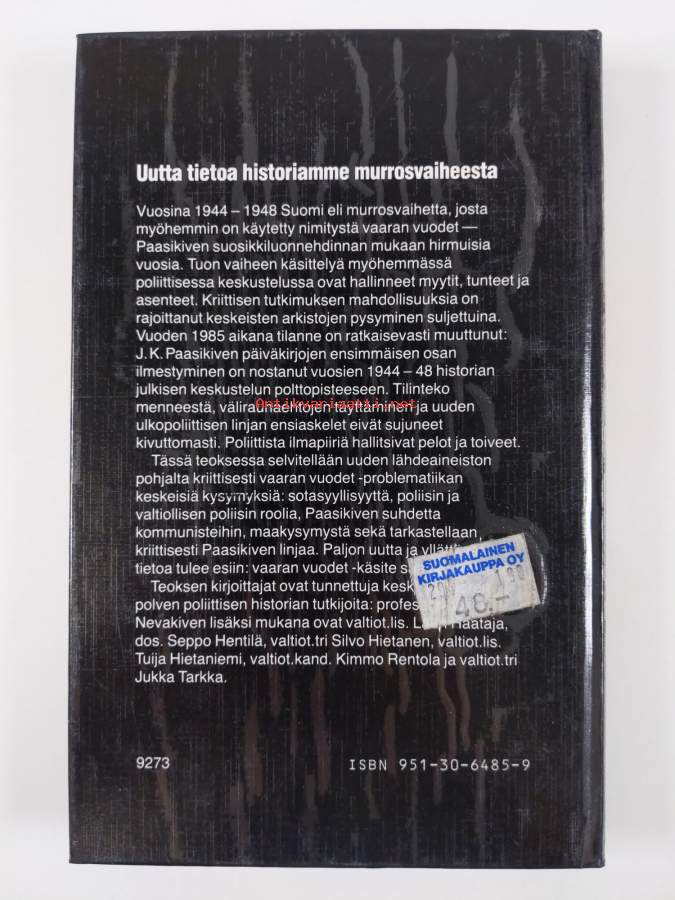 Uutta tietoa historiamme murrosvaiheesta
Vuosina 1944 – 1948 Suomi eli murrosvaihetta, josta
myöhemmin on käytetty nimitystä vaaran vuodet —
Paasikiven suosikkiluonnehdinnan mukaan hirmuisia
vuosia. Tuon vaiheen käsittelyä myöhemmässä
poliittisessa keskustelussa ovat hallinneet myytit, tunteet ja
asenteet. Kriittisen tutkimuksen mahdollisuuksia on
rajoittanut keskeisten arkistojen pysyminen suljettuina.
Vuoden 1985 aikana tilanne on ratkaisevasti muuttunut:
J.K. Paasikiven päiväkirjojen ensimmäisen osan
ilmestyminen on nostanut vuosien 1944 – 48 historian
julkisen keskustelun polttopisteeseen. Tilinteko
Antikvariaatti.net
menneestä, välirauhaehtojen täyttäminen ja uuden
ulkopoliittisen linjan ensiaskelet eivät sujuneet
kivuttomasti. Poliittista ilmapiiriä hallitsivat pelot ja toiveet.
Tässä teoksessa selvitellään uuden lähdeaineiston
pohjalta kriittisesti vaaran vuodet -problematiikan
keskeisiä kysymyksiä: sotasyyllisyyttä, poliisin ja
valtiollisen poliisin roolia, Paasikiven suhdetta
kommunisteihin, maakysymystä sekä tarkastellaan
kriittisesti Paasikiven linjaa. Paljon uutta ja
tietoa tulee esiin: vaaran vuodet -käsite
SUOMALAINEN
KIRJAKAUPPA OY
48.–
Teoksen kirjoittajat ovat tunnettuja
polven poliittisen historian tutkijoita:
Nevakiven lisäksi mukana ovat valtiot.lis. Haataja,
dos. Seppo Hentilä, valtiot.tri Silvo Hietanen, valtiot.lis.
Tuija Hietaniemi, valtiot.kand. Kimmo Rentola ja valtiot.tri
Jukka Tarkka.
9273
ISBN 951-30-6485-9